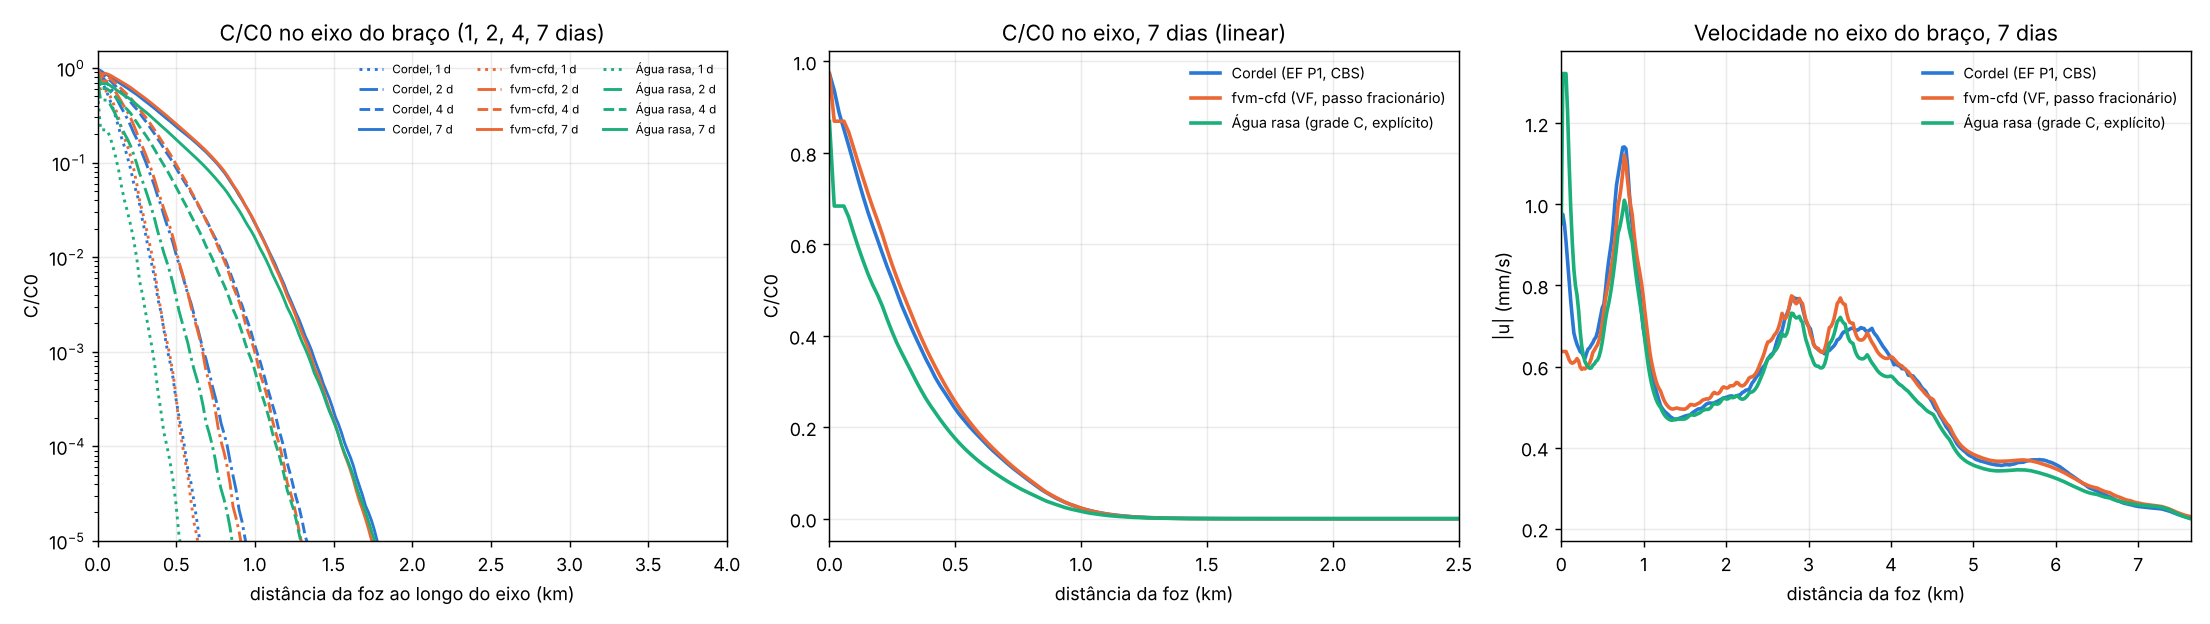 C/C0 no eixo do braço (1, 2, 4, 7 dias)
Cordel, 1 d
Cordel, 2 d
Cordel, 4 d
Cordel, 7 d
fvm-cfd, 1 d
fvm-cfd, 2 d
fvm-cfd, 4 d
fvm-cfd, 7 d
Água rasa, 1 d
Água rasa, 2 d
Água rasa, 4 d
Água rasa, 7 d
C/C0
10⁰
10⁻¹
10⁻²
10⁻³
10⁻⁴
10⁻⁵
0.0 0.5 1.0 1.5 2.0 2.5 3.0 3.5 4.0
distância da foz ao longo do eixo (km)
C/C0 no eixo, 7 dias (linear)
Cordel (EF P1, CBS)
fvm-cfd (VF, passo fracionário)
Água rasa (grade C, explícito)
C/C0
1.0
0.8
0.6
0.4
0.2
0.0
0.0 0.5 1.0 1.5 2.0 2.5
distância da foz (km)
Velocidade no eixo do braço, 7 dias
Cordel (EF P1, CBS)
fvm-cfd (VF, passo fracionário)
Água rasa (grade C, explícito)
|u| (mm/s)
1.2
1.0
0.8
0.6
0.4
0.2
0 1 2 3 4 5 6 7
distância da foz (km)